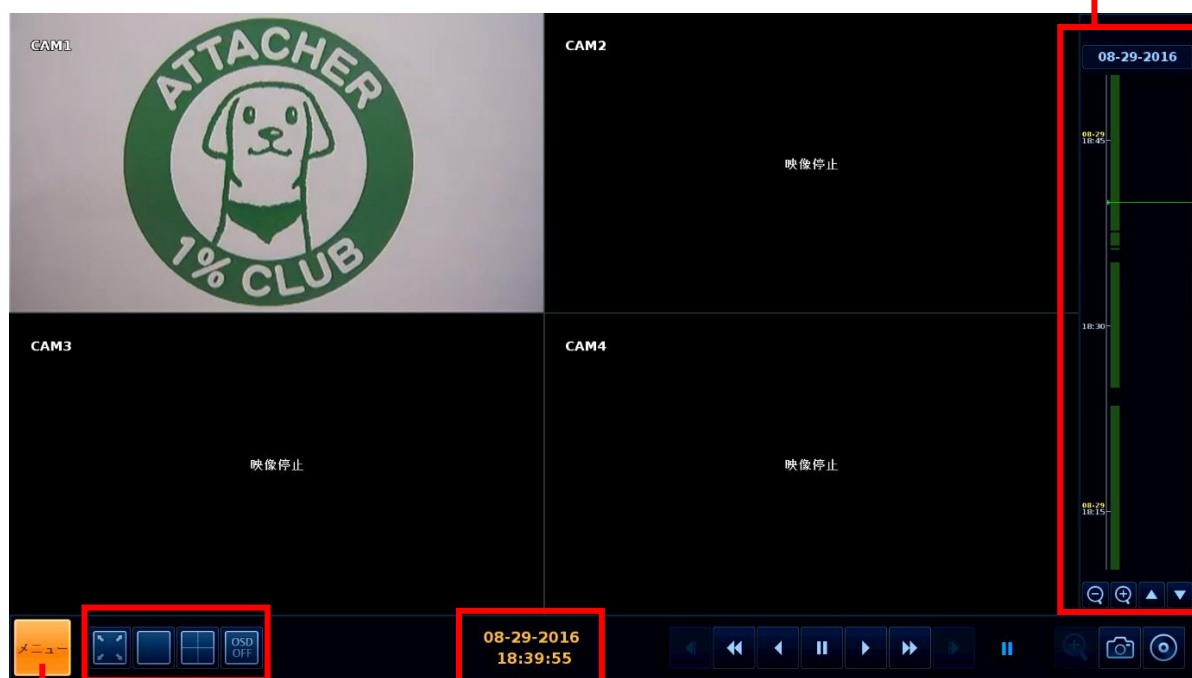 CAM1
ATTACHER
1% CLUB
CAM2
映像停止
CAM3
映像停止
CAM4
映像停止
08-29-2016
08-29
18:45
18:30
08-29
18:15
メニュー
OSD
OFF
08-29-2016
18:39:55